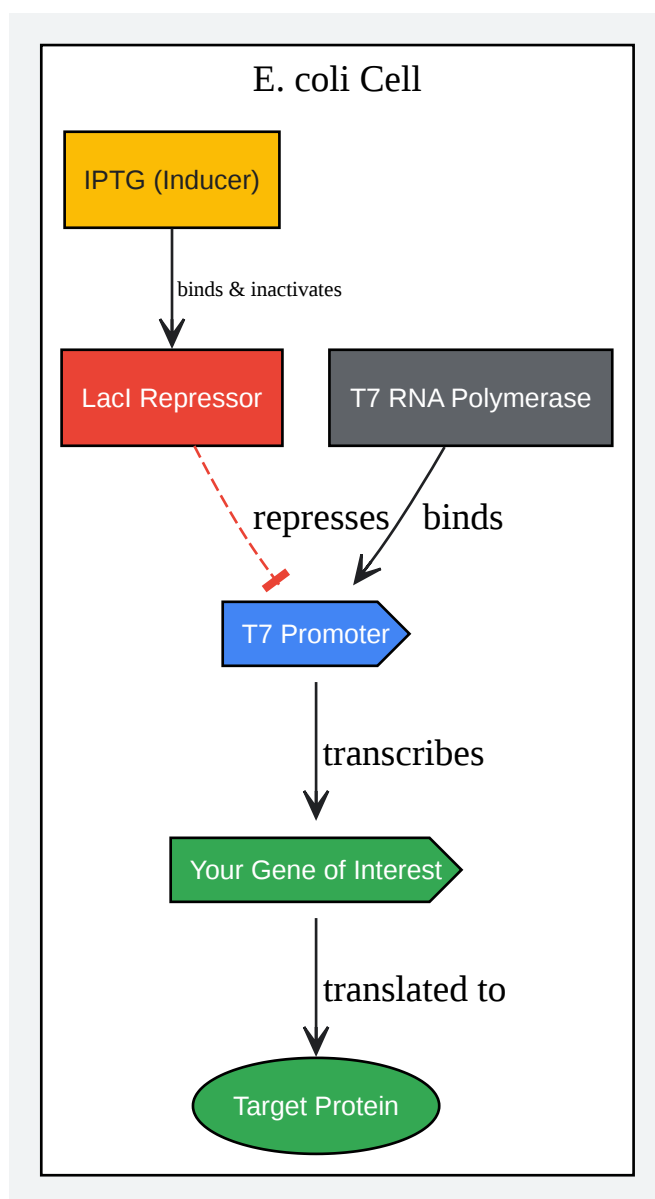 E. coli Cell
IPTG (Inducer)
binds & inactivates
LacI Repressor
T7 RNA Polymerase
represses
binds
T7 Promoter
transcribes
Your Gene of Interest
translated to
Target Protein